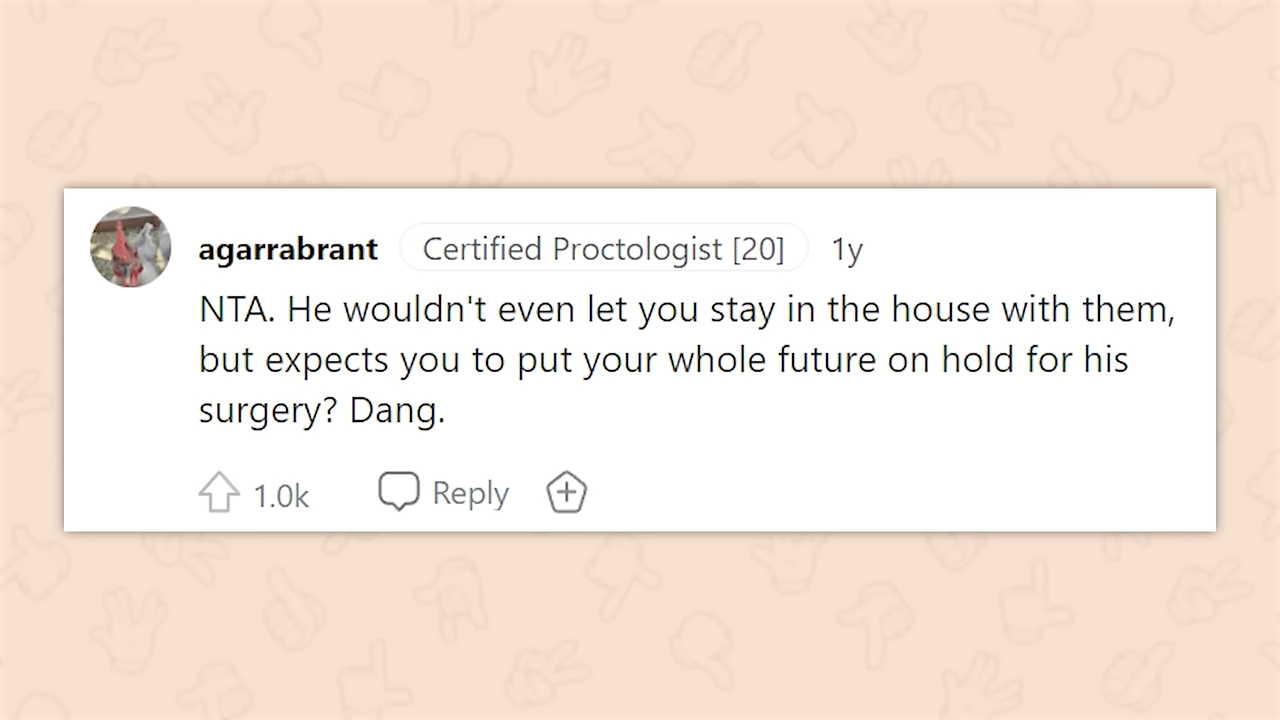 agarrabrant Certified Proctologist [20] 1y
NTA. He wouldn't even let you stay in the house with them,
but expects you to put your whole future on hold for his
surgery? Dang.
1.0k Reply